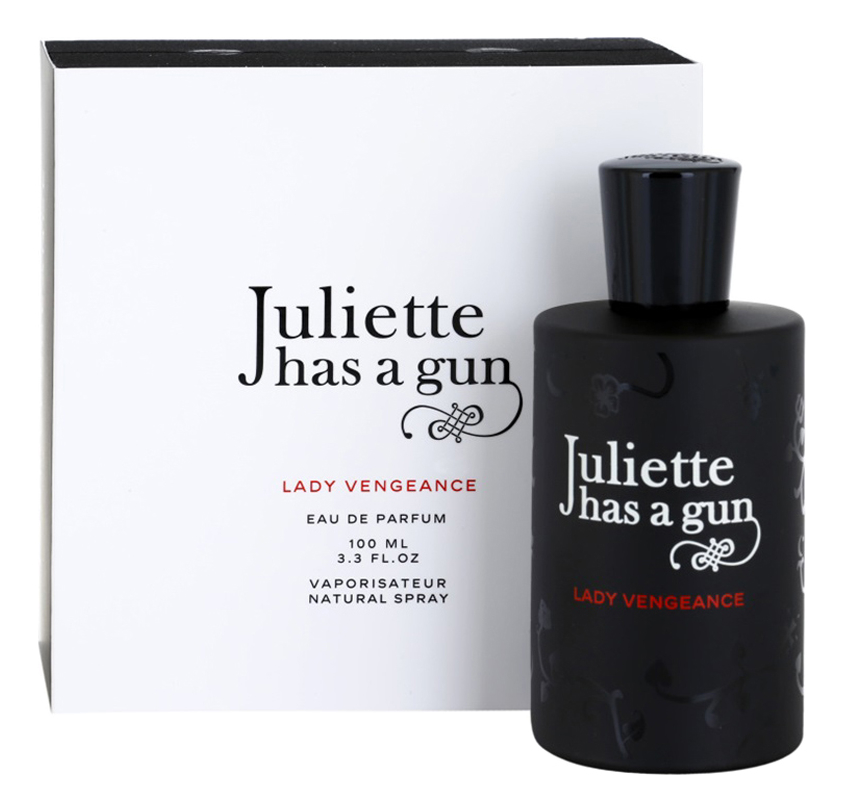 Juliette
has a gun
LADY VENGEANCE
EAU DE PARFUM
100 ML
3.3 FL.OZ
VAPORISATEUR
NATURAL SPRAY
Juliette
has a gun
LADY VENGEANCE